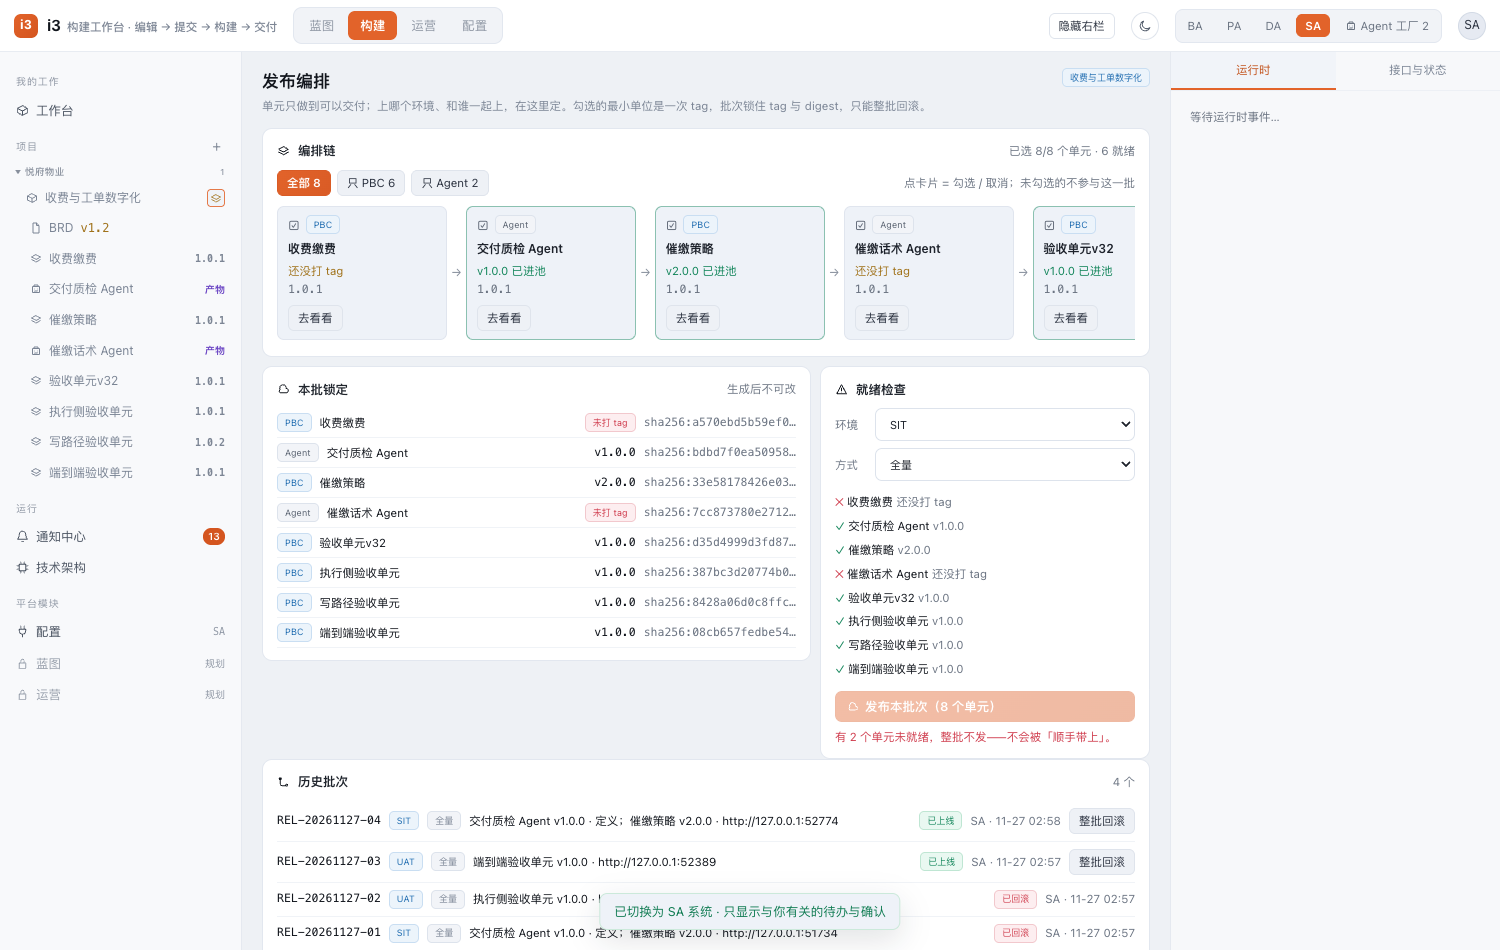 i3 i3 构建工作台 · 编辑 → 提交 → 构建 → 交付 蓝图 构建 运营 配置 隐藏右栏 BA PA DA SA Agent 工厂 2 SA
我的工作
工作台
项目 +
悦府物业 1
收费与工单数字化
BRD v1.2
收费缴费 1.0.1
交付质检 Agent 产物
催缴策略 1.0.1
催缴话术 Agent 产物
验收单元v32 1.0.1
执行侧验收单元 1.0.1
写路径验收单元 1.0.2
端到端验收单元 1.0.1
运行
通知中心 13
技术架构
平台模块
配置 SA
蓝图 规划
运营 规划
发布编排 收费与工单数字化
单元只做到可以交付；上哪个环境、和谁一起上，在这里定。勾选的最小单位是一次 tag，批次锁住 tag 与 digest，只能整批回滚。
编排链 已选 8/8 个单元 · 6 就绪
全部 8 只 PBC 6 只 Agent 2 点卡片 = 勾选 / 取消；未勾选的不参与这一批
PBC
收费缴费
还没打 tag
1.0.1
去看看
→
Agent
交付质检 Agent
v1.0.0 已进池
1.0.1
去看看
→
PBC
催缴策略
v2.0.0 已进池
1.0.1
去看看
→
Agent
催缴话术 Agent
还没打 tag
1.0.1
去看看
→
PBC
验收单元v32
v1.0.0 已进池
1.0.1
去看看
本批锁定 生成后不可改
PBC 收费缴费 未打 tag sha256:a570ebd5b59ef0…
Agent 交付质检 Agent v1.0.0 sha256:bdbd7f0ea50958…
PBC 催缴策略 v2.0.0 sha256:33e58178426e03…
Agent 催缴话术 Agent 未打 tag sha256:7cc873780e2712…
PBC 验收单元v32 v1.0.0 sha256:d35d4999d3fd87…
PBC 执行侧验收单元 v1.0.0 sha256:387bc3d20774b0…
PBC 写路径验收单元 v1.0.0 sha256:8428a06d0c8ffc…
PBC 端到端验收单元 v1.0.0 sha256:08cb657fedbe54…
就绪检查
环境 SIT
方式 全量
✕ 收费缴费 还没打 tag
✓ 交付质检 Agent v1.0.0
✓ 催缴策略 v2.0.0
✕ 催缴话术 Agent 还没打 tag
✓ 验收单元v32 v1.0.0
✓ 执行侧验收单元 v1.0.0
✓ 写路径验收单元 v1.0.0
✓ 端到端验收单元 v1.0.0
发布本批次（8 个单元）
有 2 个单元未就绪，整批不发——不会被「顺手带上」。
历史批次 4 个
REL-20261127-04 SIT 全量 交付质检 Agent v1.0.0 · 定义；催缴策略 v2.0.0 · http://127.0.0.1:52774 已上线 SA · 11-27 02:58 整批回滚
REL-20261127-03 UAT 全量 端到端验收单元 v1.0.0 · http://127.0.0.1:52389 已上线 SA · 11-27 02:57 整批回滚
REL-20261127-02 UAT 全量 执行侧验收单元 v1.0.0 · 已回滚 SA · 11-27 02:57
REL-20261127-01 SIT 全量 交付质检 Agent v1.0.0 · 定义；催缴策略 v2.0.0 · http://127.0.0.1:51734 已回滚 SA · 11-27 02:57
已切换为 SA 系统 · 只显示与你有关的待办与确认
运行时 接口与状态
等待运行时事件…